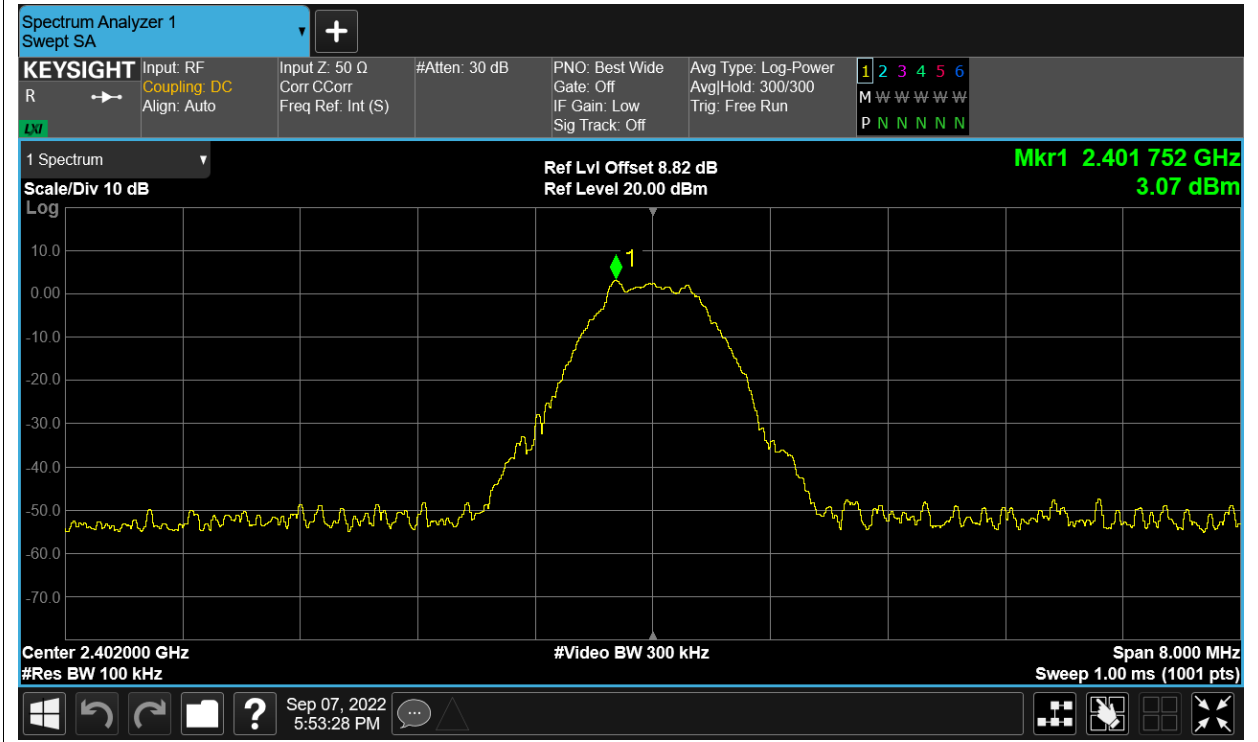 Spectrum Analyzer 1
Swept SA
KEYSIGHT
R
LXI
Input: RF
Coupling: DC
Align: Auto
Input Z: 50 Ω
Corr CCorr
Freq Ref: Int (S)
#Atten: 30 dB
PNO: Best Wide
Gate: Off
IF Gain: Low
Sig Track: Off
Avg Type: Log-Power
Avg|Hold: 300/300
Trig: Free Run
1 2 3 4 5 6
M W W W W W W
P N N N N N N
1 Spectrum
Scale/Div 10 dB
Log
Ref Lvl Offset 8.82 dB
Ref Level 20.00 dBm
Mkr1 2.401 752 GHz
3.07 dBm
10.0
1
0.00
-10.0
-20.0
-30.0
-40.0
-50.0
-60.0
-70.0
Center 2.402000 GHz
#Video BW 300 kHz
Span 8.000 MHz
#Res BW 100 kHz
Sweep 1.00 ms (1001 pts)
?
Sep 07, 2022
5:53:28 PM